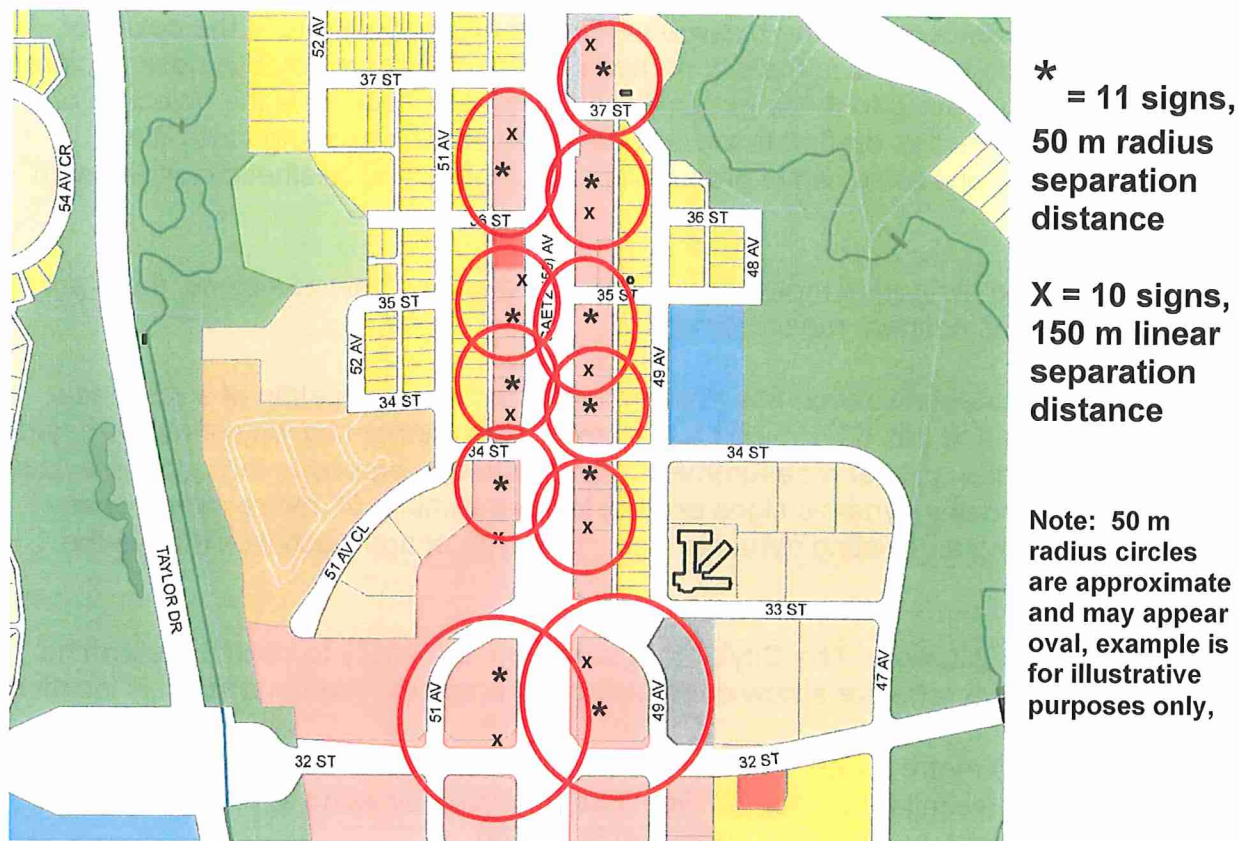 52 AV
37 ST
51 AV
54 AV CR
37 ST
36 ST
36 ST
48 AV
GAETZ (50) AV
35 ST
35 ST
52 AV
49 AV
34 ST
34 ST
34 ST
51 AV CL
TAYLOR DR
33 ST
51 AV
49 AV
47 AV
32 ST
32 ST
X
*
X
*
*
X
X
*
*
X
*
*
X
X
*
*
X
X
*
X
*
*
X
* = 11 signs,
50 m radius
separation
distance
X = 10 signs,
150 m linear
separation
distance
Note: 50 m
radius circles
are approximate
and may appear
oval, example is
for illustrative
purposes only,